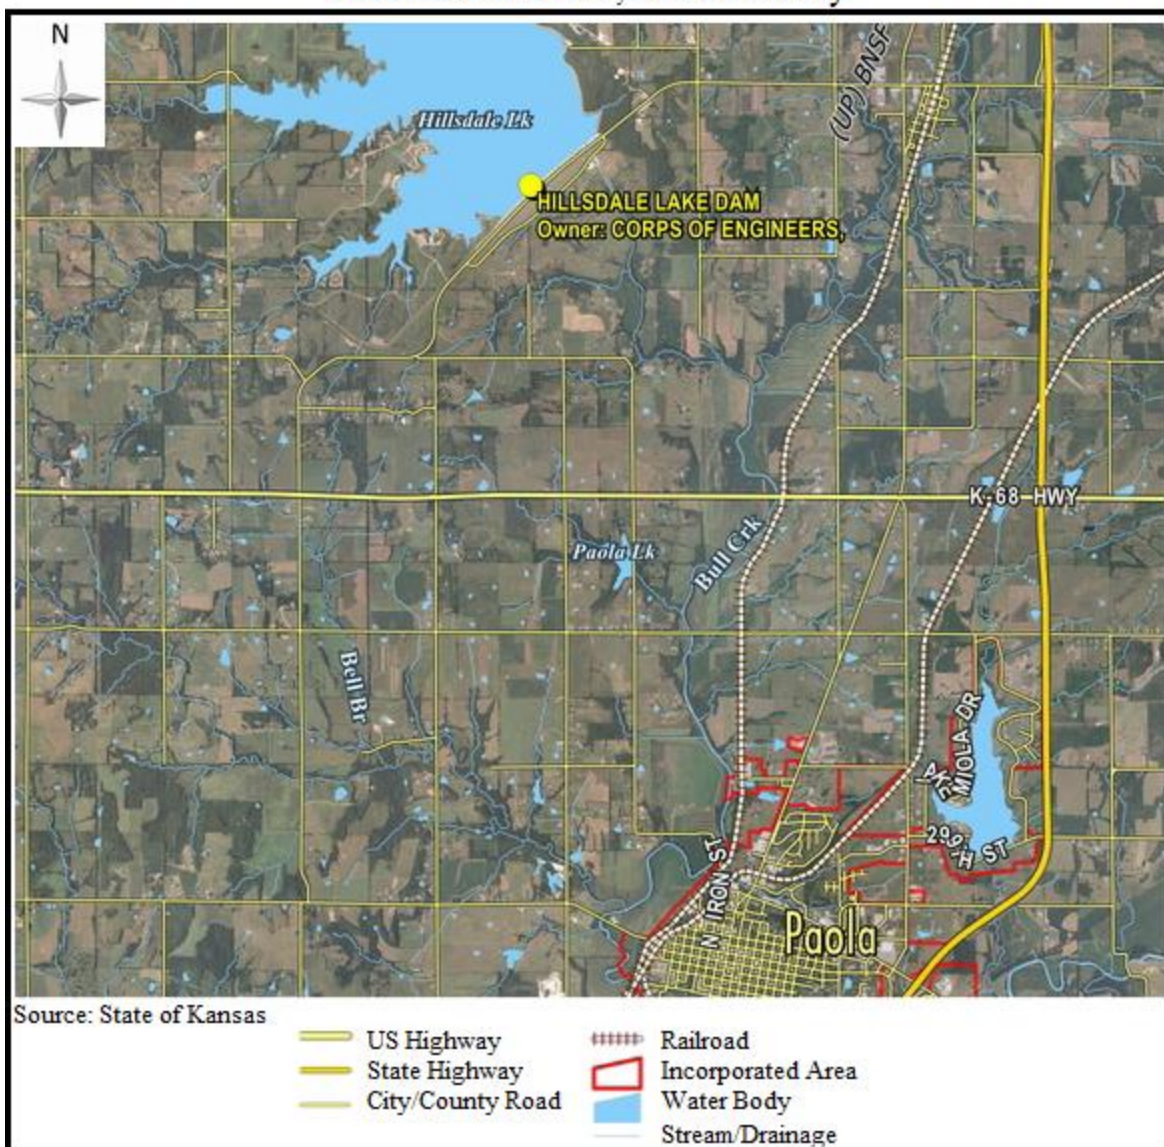 N
(UP) BNSF
Hillsdale Lk
HILLSDALE LAKE DAM
Owner: CORPS OF ENGINEERS,
K-68 HWY
Paola Lk
Bull Crk
Bell Br
MIOLA DR
AKE
299TH ST
N IRON ST
Paola
Source: State of Kansas
US Highway
State Highway
City/County Road
Railroad
Incorporated Area
Water Body
Stream/Drainage